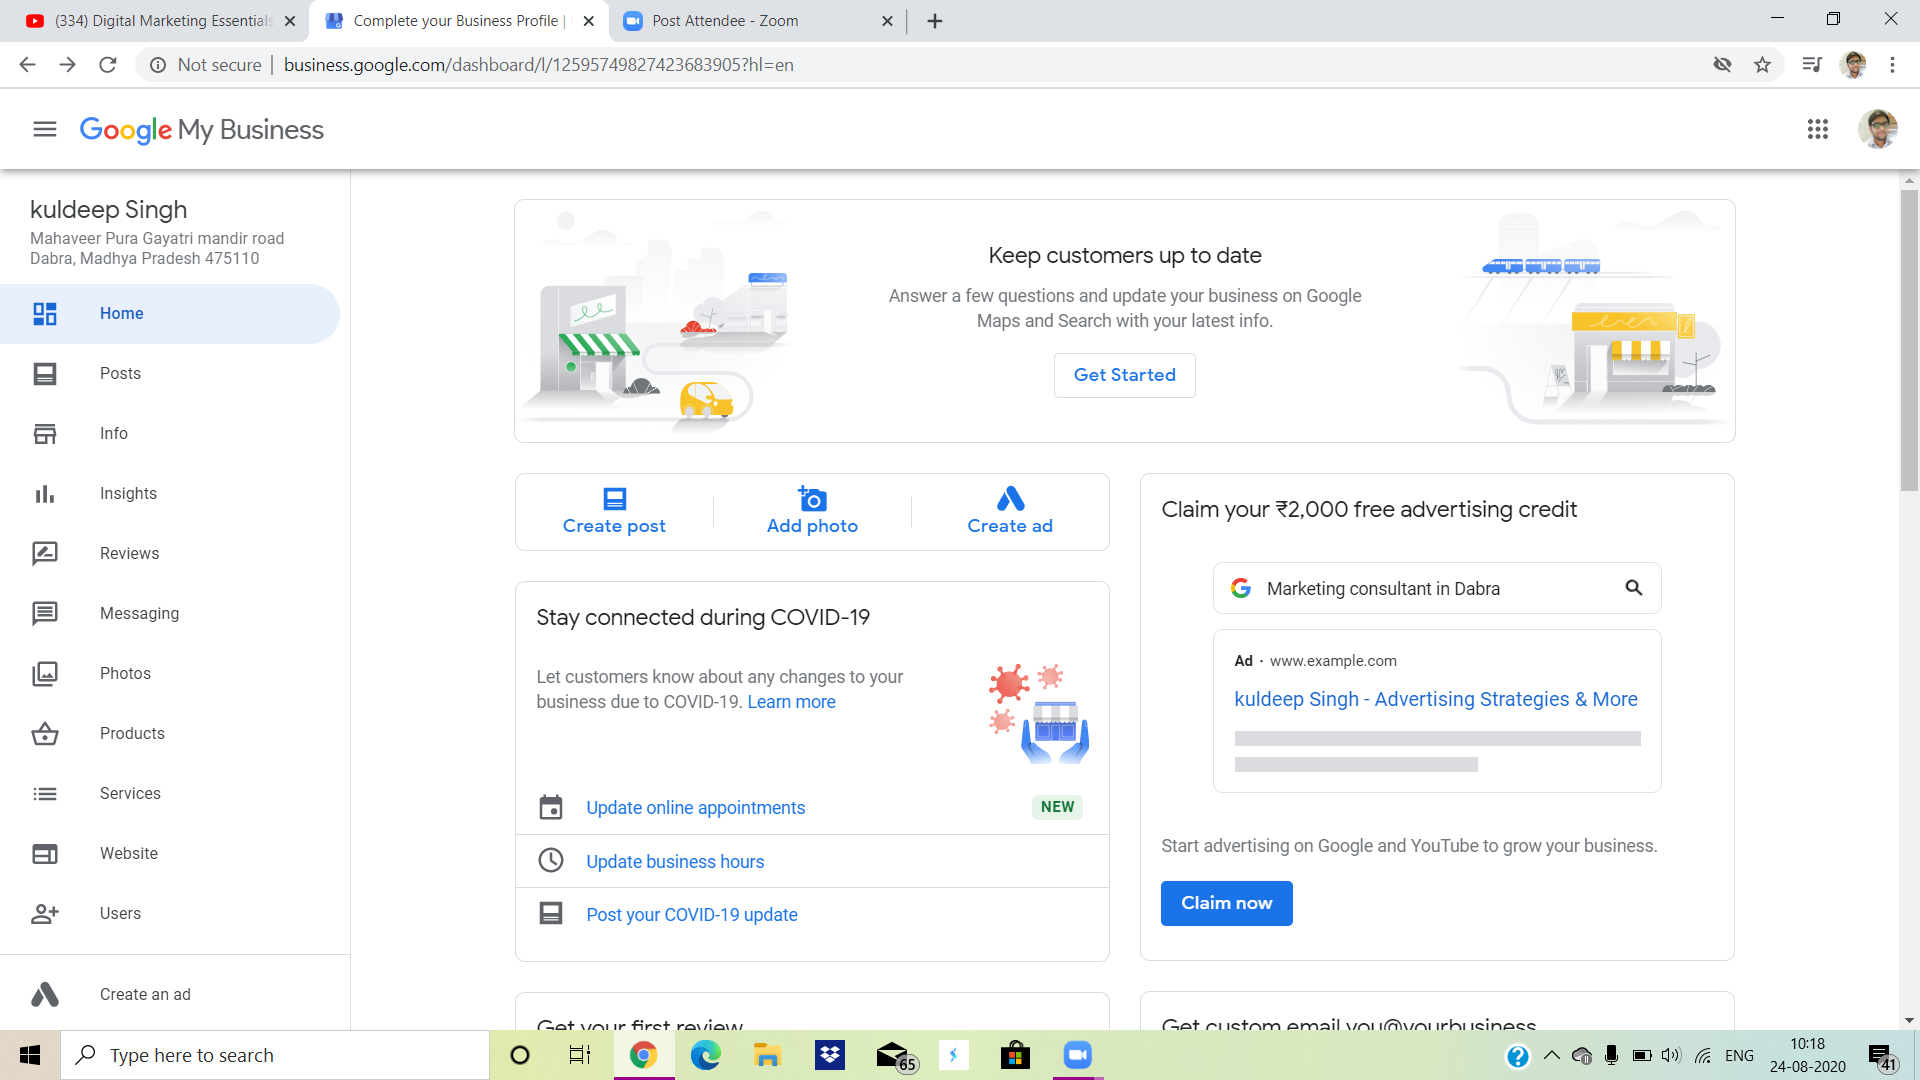 (334) Digital Marketing Essentials
Complete your Business Profile |
Post Attendee - Zoom
Not secure
business.google.com/dashboard/l/12595749827423683905?hl=en
Google My Business
kuldeep Singh
Mahaveer Pura Gayatri mandir road
Dabra, Madhya Pradesh 475110
Home
Posts
Info
Insights
Reviews
Messaging
Photos
Products
Services
Website
Users
Create an ad
Keep customers up to date
Answer a few questions and update your business on Google
Maps and Search with your latest info.
Get Started
Create post
Add photo
Create ad
Stay connected during COVID-19
Let customers know about any changes to your
business due to COVID-19. Learn more
Update online appointments
NEW
Update business hours
Post your COVID-19 update
Claim your ₹2,000 free advertising credit
Marketing consultant in Dabra
Ad · www.example.com
kuldeep Singh - Advertising Strategies & More
Start advertising on Google and YouTube to grow your business.
Claim now
Get your first review
Get custom email you@yourbusiness
Type here to search
65
ENG
10:18
24-08-2020
41